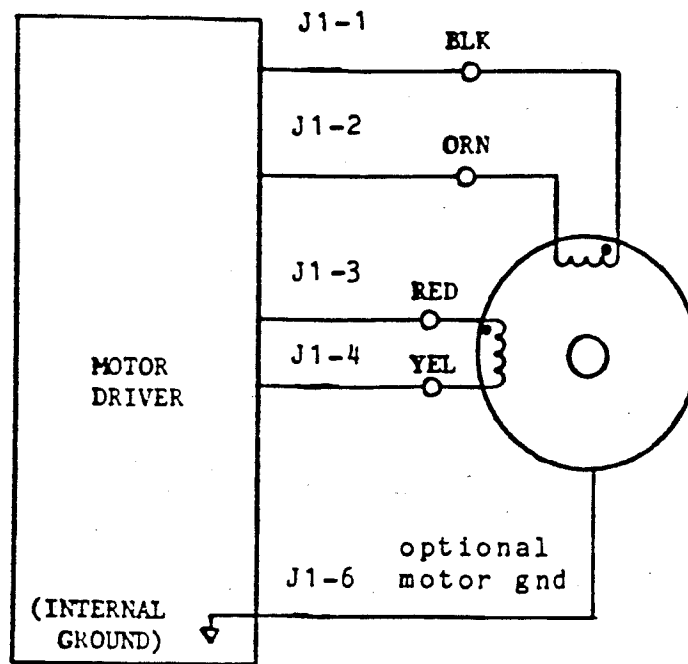 J1-1
BLK
J1-2
ORN
J1-3
RED
J1-4
YEL
MOTOR
DRIVER
optional
J1-6 motor gnd
(INTERNAL
GROUND)